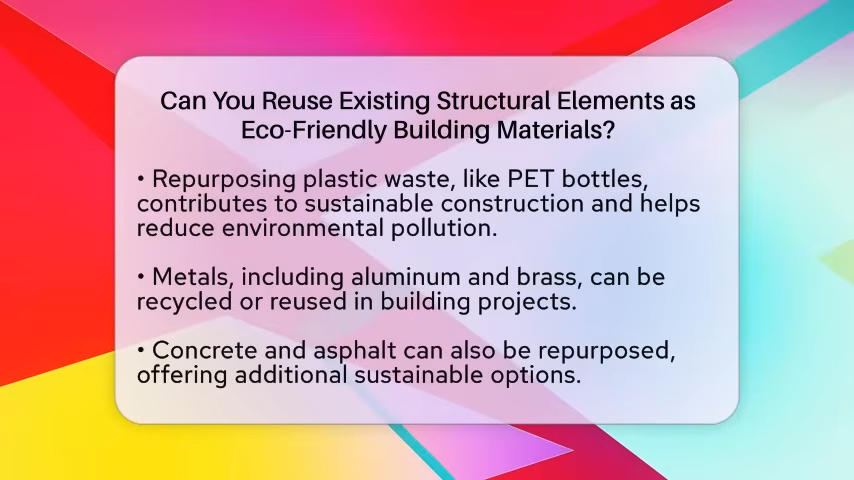 Can You Reuse Existing Structural Elements as
Eco-Friendly Building Materials?
• Repurposing plastic waste, like PET bottles,
contributes to sustainable construction and helps
reduce environmental pollution.
• Metals, including aluminum and brass, can be
recycled or reused in building projects.
• Concrete and asphalt can also be repurposed,
offering additional sustainable options.